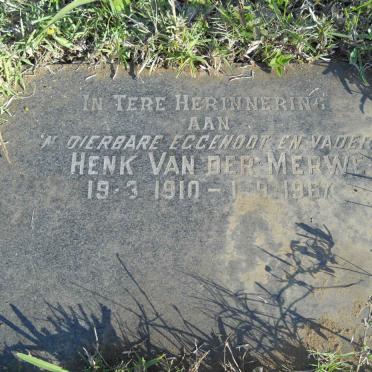 IN TERE HERINNERING
AAN
'N DIERBARE EGGENOOT EN VADER
HENK VAN DER MERWE
19·3 1910 - 1·9·1967